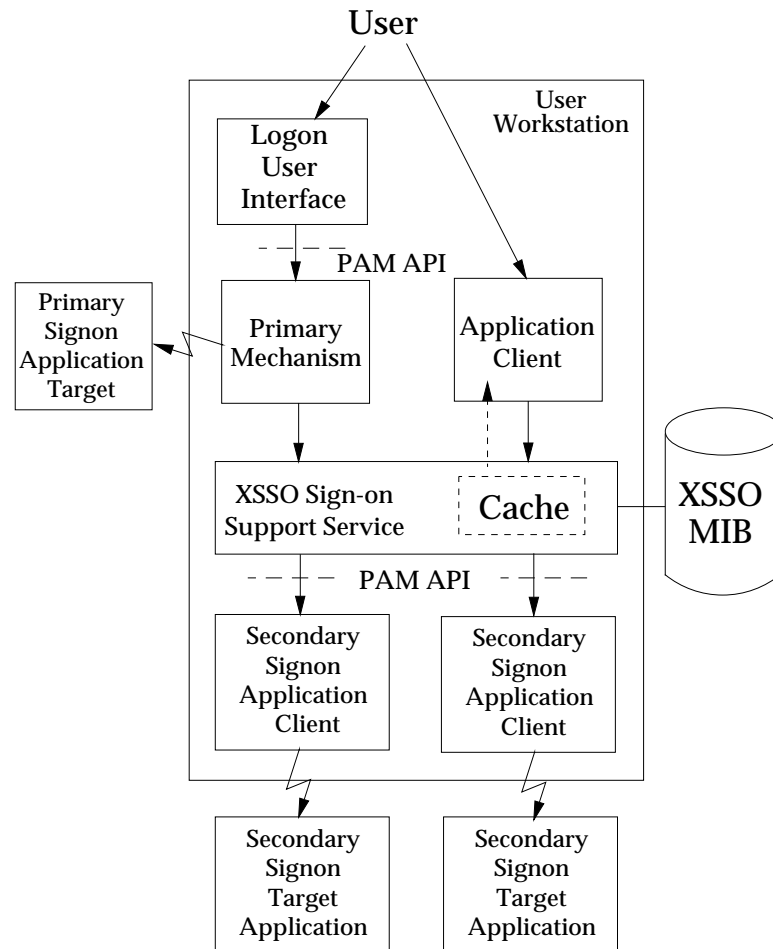 User
User
Workstation
Logon
User
Interface
PAM API
Primary
Signon
Application
Target
Primary
Mechanism
Application
Client
XSSO Sign-on
Support Service
Cache
XSSO
MIB
PAM API
Secondary
Signon
Application
Client
Secondary
Signon
Application
Client
Secondary
Signon
Target
Application
Secondary
Signon
Target
Application